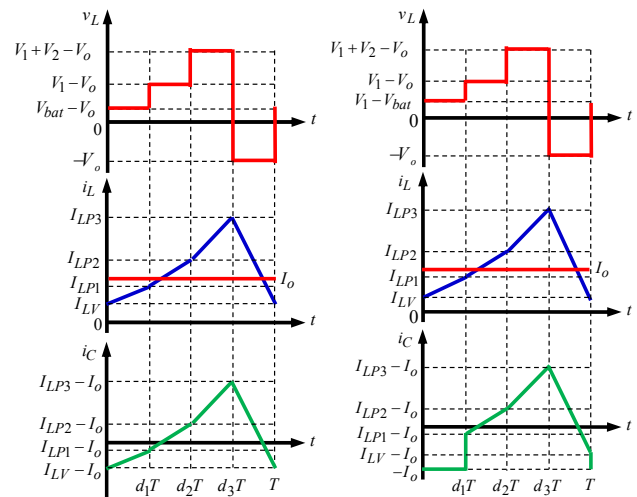 v_L
V_1+V_2−V_o
V_1−V_o
V_bat−V_o
0
t
−V_o
i_L
I_LP3
I_LP2
I_o
I_LP1
I_LV
0
t
i_C
I_LP3−I_o
I_LP2−I_o
I_LP1−I_o
I_LV−I_o
t
d_1T d_2T d_3T T
v_L
V_1+V_2−V_o
V_1−V_o
V_1−V_bat
0
t
−V_o
i_L
I_LP3
I_LP2
I_o
I_LP1
I_LV
0
t
i_C
I_LP3−I_o
I_LP2−I_o
I_LP1−I_o
t
I_LV−I_o
−I_o
d_1T d_2T d_3T T